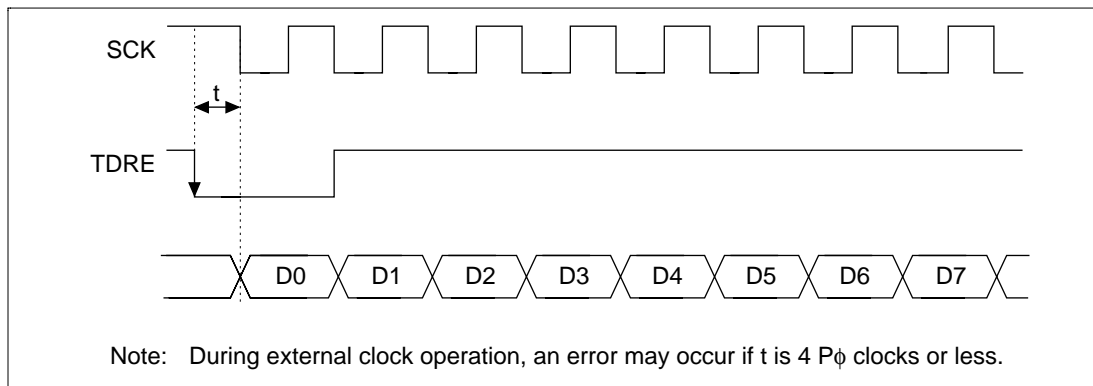 SCK
t
TDRE
D0 D1 D2 D3 D4 D5 D6 D7
Note: During external clock operation, an error may occur if t is 4 Pϕ clocks or less.